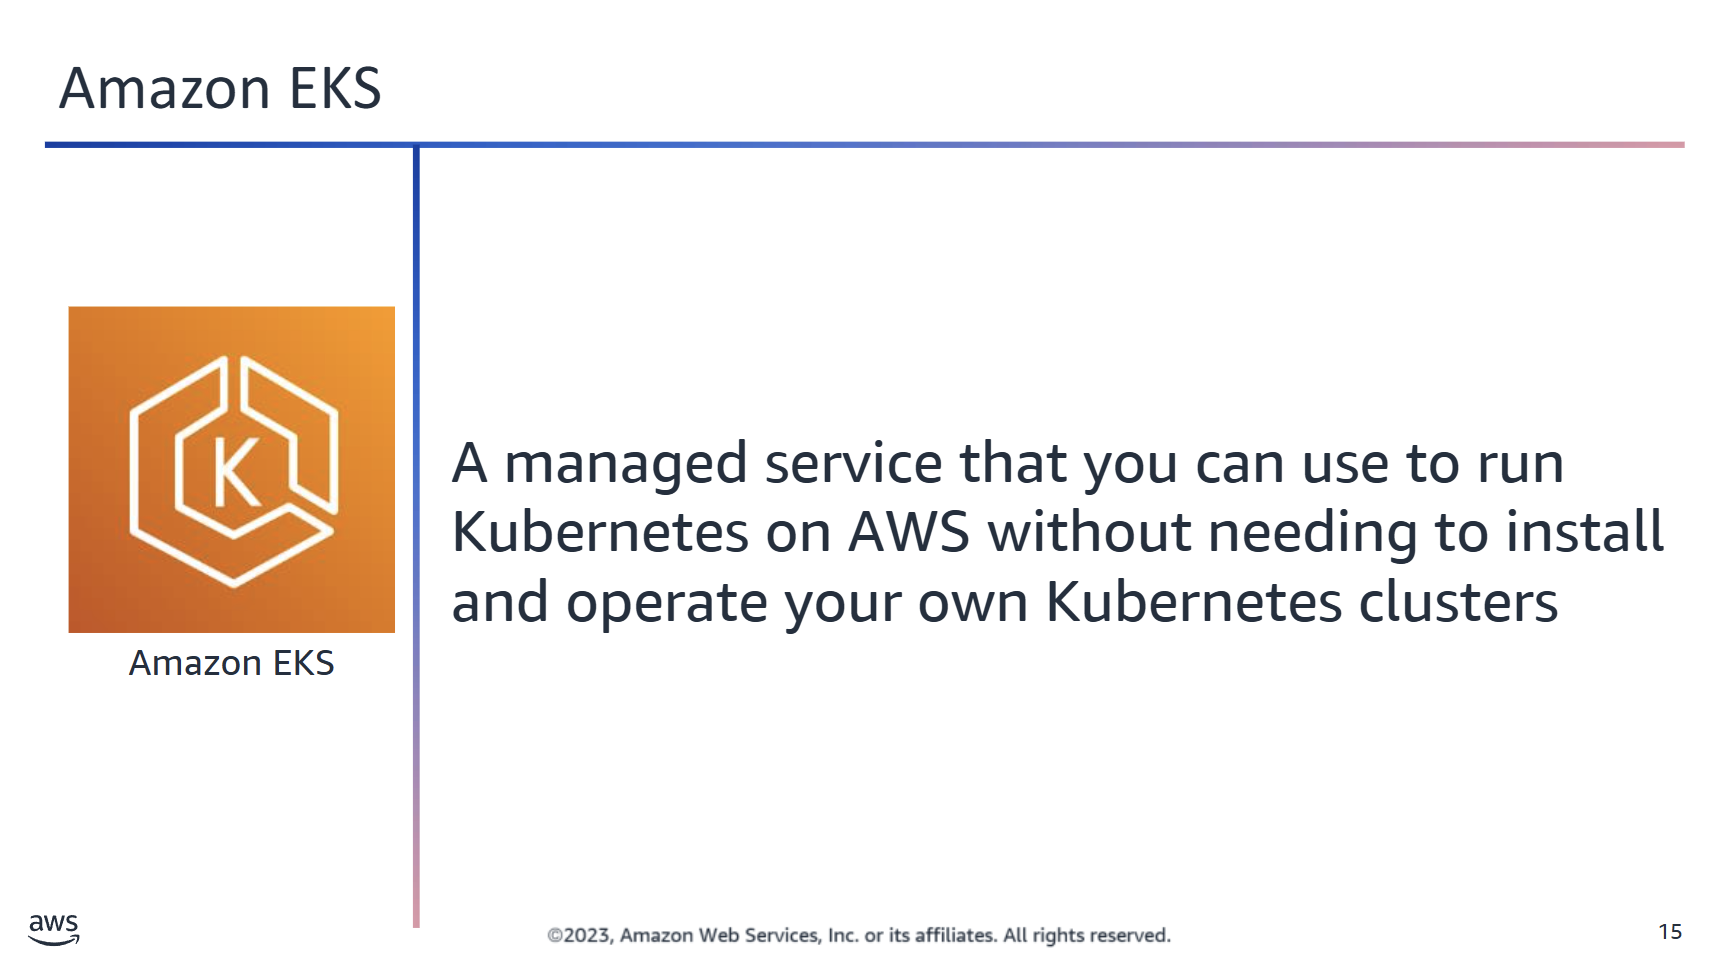 Amazon EKS
K
Amazon EKS
A managed service that you can use to run
Kubernetes on AWS without needing to install
and operate your own Kubernetes clusters
aws
©2023, Amazon Web Services, Inc. or its affiliates. All rights reserved.
15